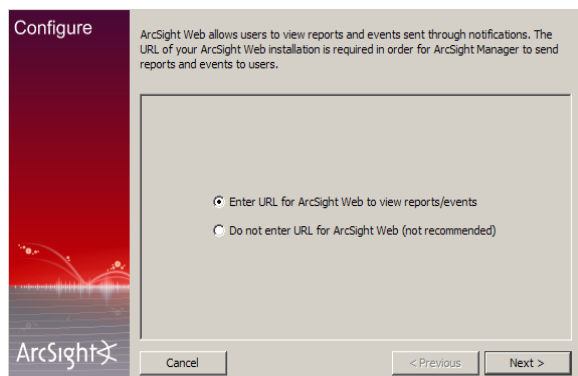 Configure
ArcSight Web allows users to view reports and events sent through notifications. The
URL of your ArcSight Web installation is required in order for ArcSight Manager to send
reports and events to users.
Enter URL for ArcSight Web to view reports/events
Do not enter URL for ArcSight Web (not recommended)
ArcSight
Cancel
< Previous
Next >